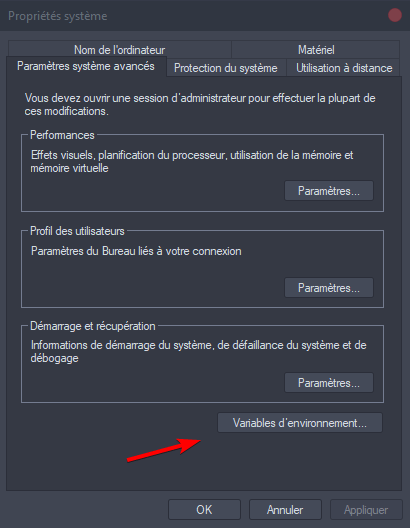 Propriétés système
Nom de l'ordinateur
Matériel
Paramètres système avancés
Protection du système
Utilisation à distance
Vous devez ouvrir une session d'administrateur pour effectuer la plupart de
ces modifications.
Performances
Effets visuels, planification du processeur, utilisation de la mémoire et
mémoire virtuelle
Paramètres...
Profil des utilisateurs
Paramètres du Bureau liés à votre connexion
Paramètres...
Démarrage et récupération
Informations de démarrage du système, de défaillance du système et de
débogage
Paramètres...
Variables d'environnement...
OK
Annuler
Appliquer